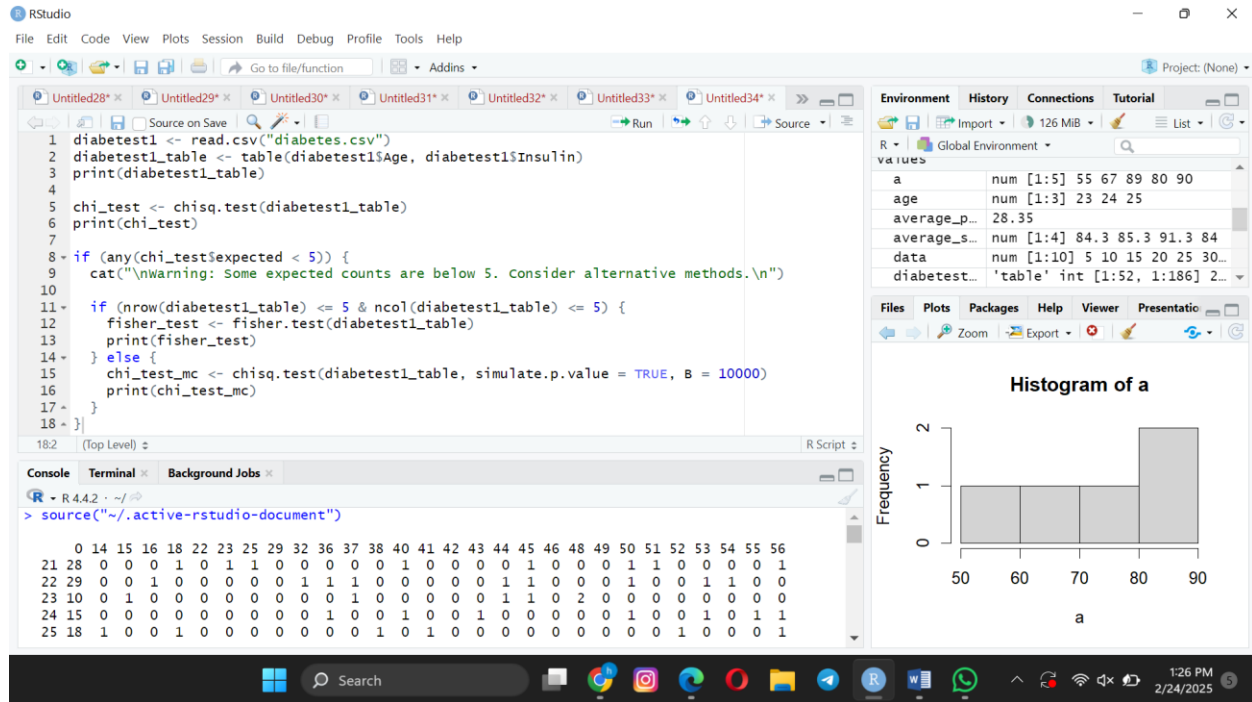 RStudio
File Edit Code View Plots Session Build Debug Profile Tools Help
Go to file/function Addins Project: (None)
Untitled28* Untitled29* Untitled30* Untitled31* Untitled32* Untitled33* Untitled34*
Source on Save Run Source
1 diabetest1 <- read.csv("diabetes.csv")
2 diabetest1_table <- table(diabetest1$Age, diabetest1$Insulin)
3 print(diabetest1_table)
4
5 chi_test <- chisq.test(diabetest1_table)
6 print(chi_test)
7
8 if (any(chi_test$expected < 5)) {
9 cat("\nWarning: Some expected counts are below 5. Consider alternative methods.\n")
10
11 if (nrow(diabetest1_table) <= 5 & ncol(diabetest1_table) <= 5) {
12 fisher_test <- fisher.test(diabetest1_table)
13 print(fisher_test)
14 } else {
15 chi_test_mc <- chisq.test(diabetest1_table, simulate.p.value = TRUE, B = 10000)
16 print(chi_test_mc)
17 }
18 }
18:2 (Top Level) R Script
Console Terminal Background Jobs
R 4.4.2 · ~/
> source("~/.active-rstudio-document")
0 14 15 16 18 22 23 25 29 32 36 37 38 40 41 42 43 44 45 46 48 49 50 51 52 53 54 55 56
21 28 0 0 0 1 0 1 1 0 0 0 0 0 1 0 0 0 0 1 0 0 0 1 1 0 0 0 0 1
22 29 0 0 1 0 0 0 0 0 1 1 1 0 0 0 0 0 1 1 0 0 0 1 0 0 1 1 0 0
23 10 0 1 0 0 0 0 0 0 0 0 1 0 0 0 0 0 1 1 0 2 0 0 0 0 0 0 0 0
24 15 0 0 0 0 0 0 0 0 0 1 0 0 1 0 0 1 0 0 0 0 0 1 0 0 1 0 1 1
25 18 1 0 0 1 0 0 0 0 0 0 0 1 0 1 0 0 0 0 0 0 0 0 0 1 0 0 0 1
Environment History Connections Tutorial
Import 126 MiB List
R Global Environment
values
a num [1:5] 55 67 89 80 90
age num [1:3] 23 24 25
average_p… 28.35
average_s… num [1:4] 84.3 85.3 91.3 84
data num [1:10] 5 10 15 20 25 30…
diabetest… 'table' int [1:52, 1:186] 2…
Files Plots Packages Help Viewer Presentatio
Zoom Export
Histogram of a
Frequency
2
1
0
50 60 70 80 90
a
Search
1:26 PM
2/24/2025
5